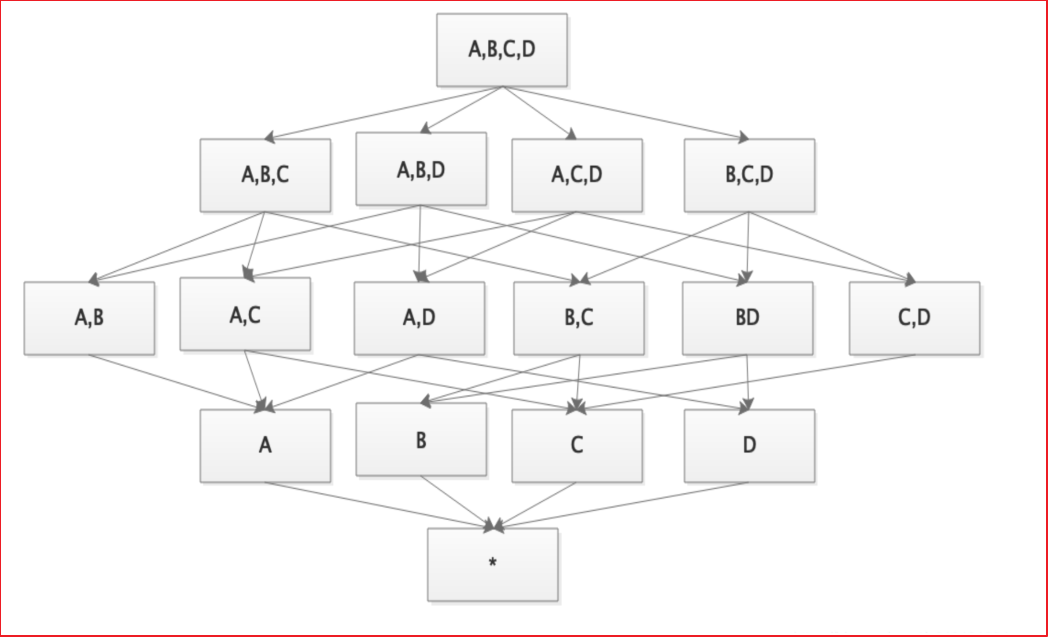 A,B,C,D
A,B,C
A,B,D
A,C,D
B,C,D
A,B
A,C
A,D
B,C
BD
C,D
A
B
C
D
*